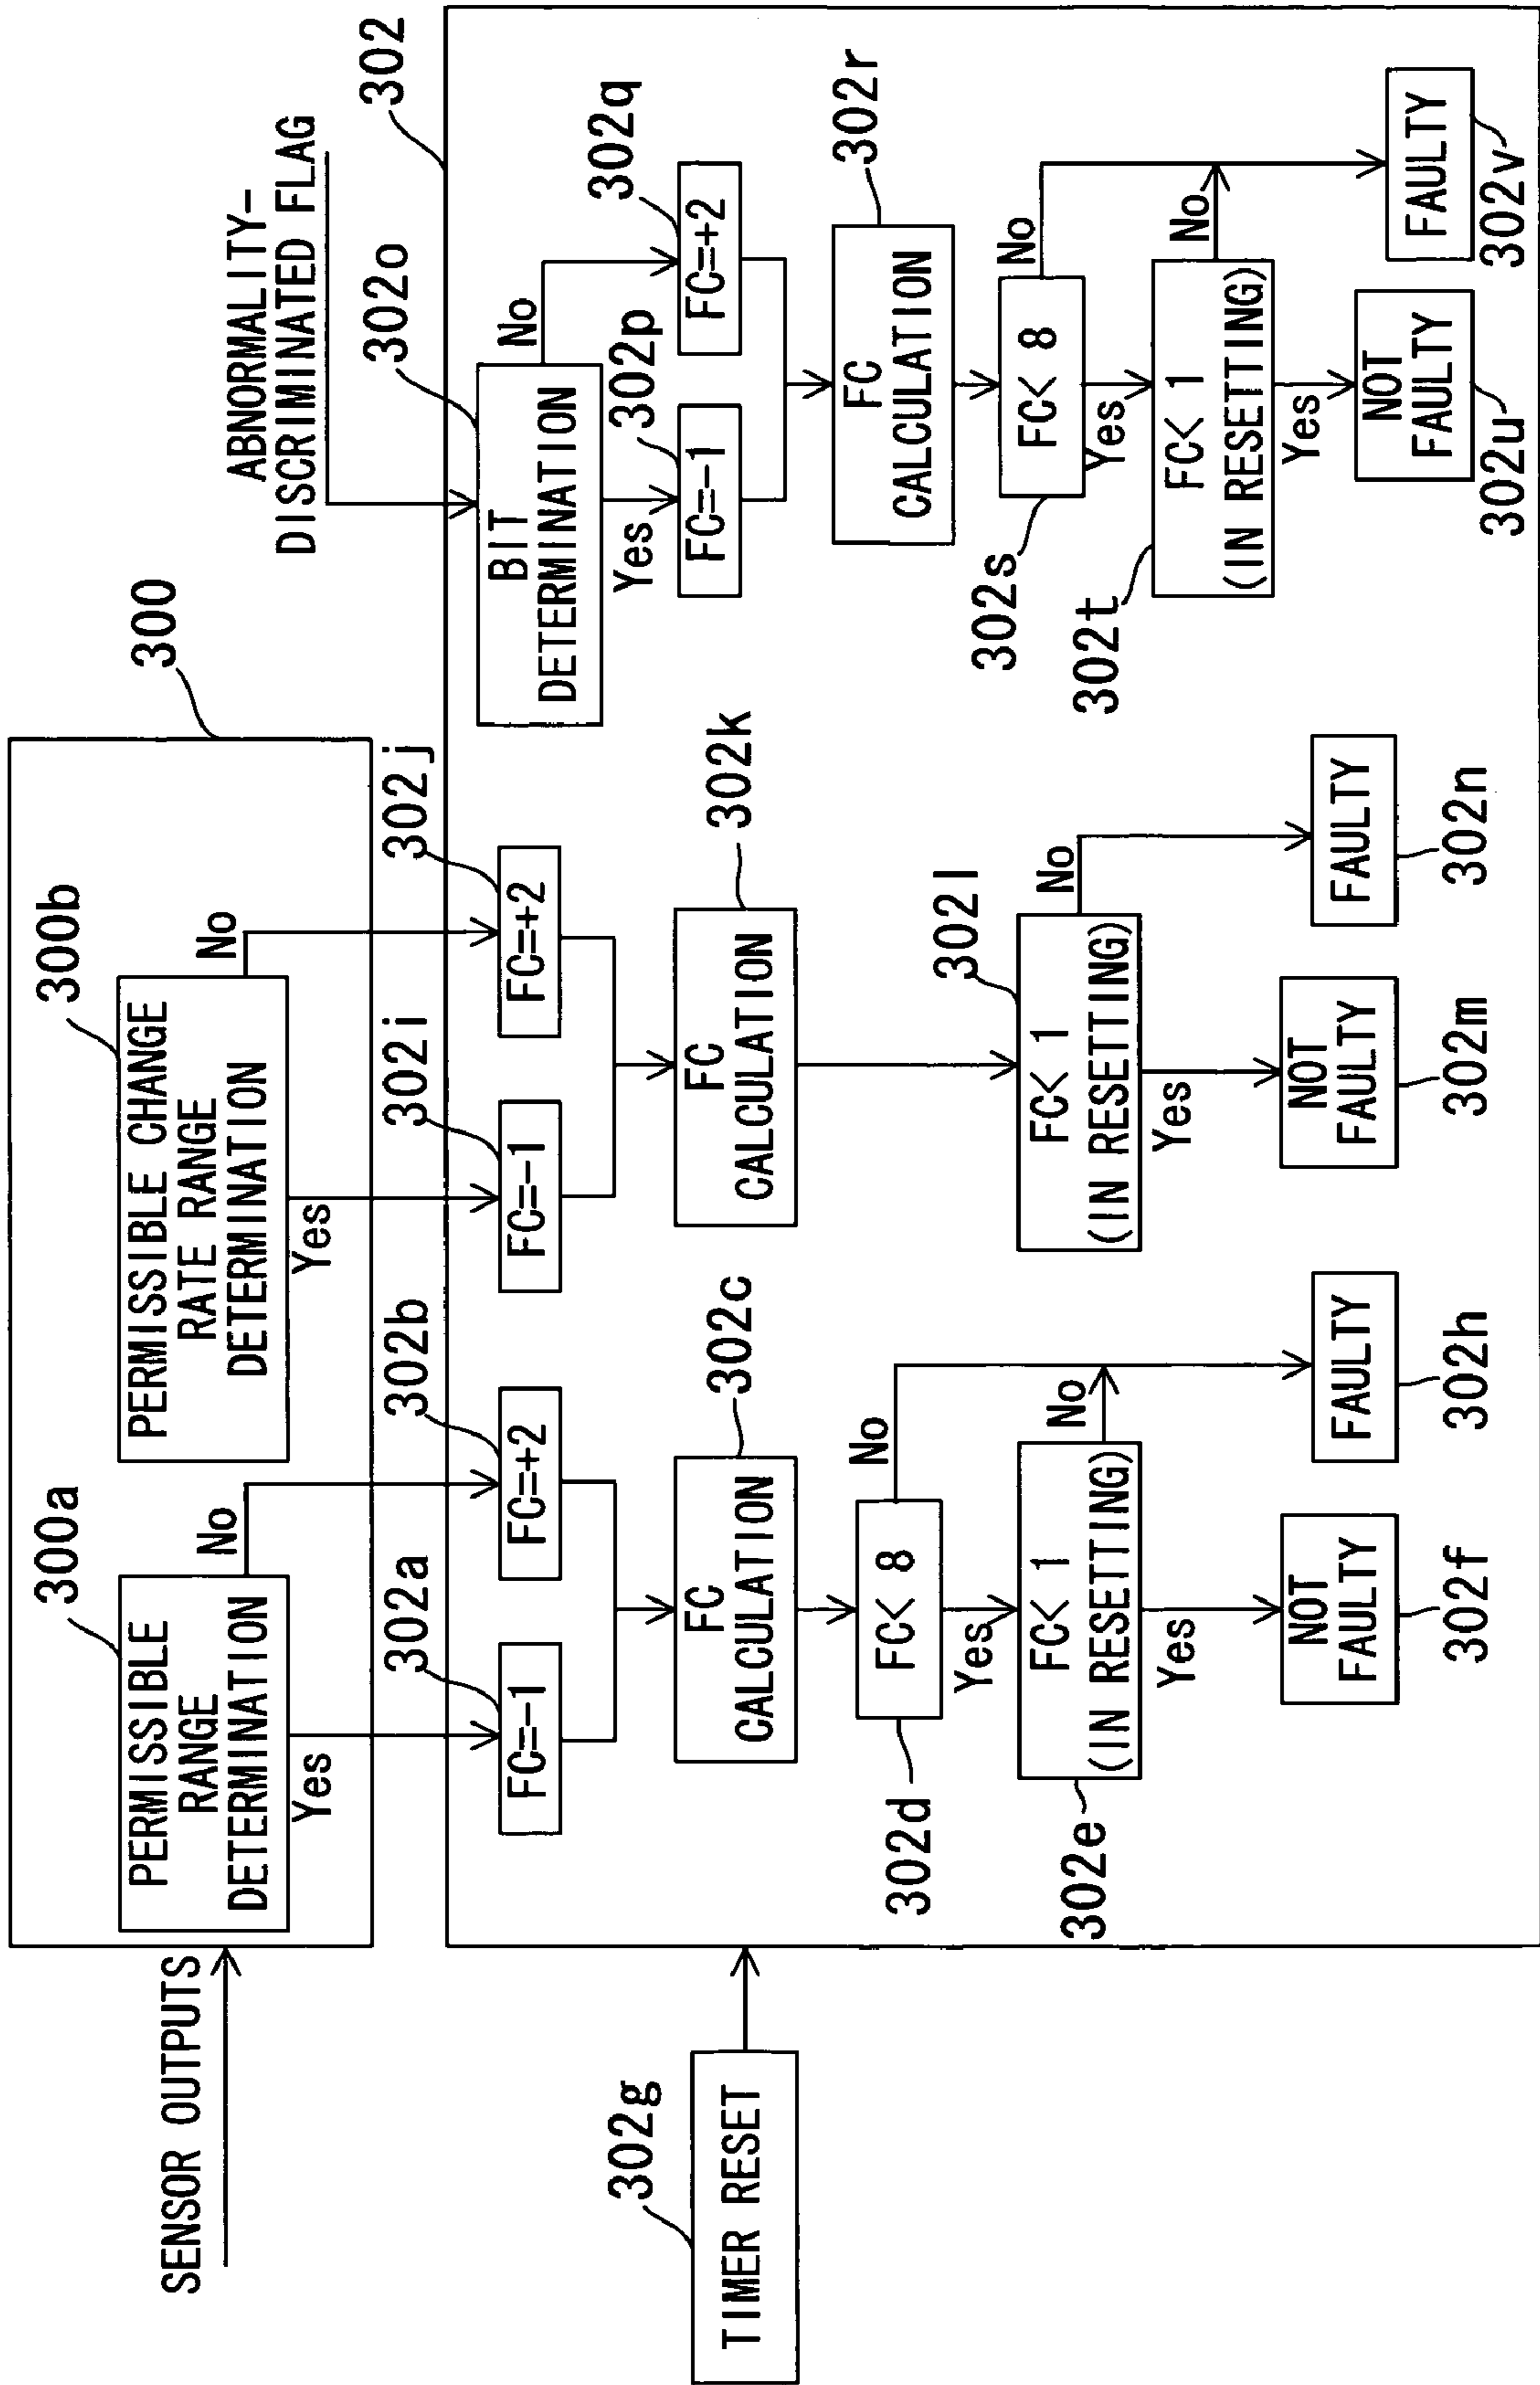 SENSOR OUTPUTS
300
300a
PERMISSIBLE
RANGE
DETERMINATION
Yes
No
300b
PERMISSIBLE CHANGE
RATE RANGE
DETERMINATION
Yes
No
ABNORMALITY-
DISCRIMINATED FLAG
302
302g
TIMER RESET
302a
FC=-1
302b
FC=+2
302c
FC
CALCULATION
302d
FC< 8
No
Yes
302e
FC< 1
(IN RESETTING)
No
Yes
NOT
FAULTY
302f
FAULTY
302h
302i
FC=-1
302j
FC=+2
302k
FC
CALCULATION
302l
FC< 1
(IN RESETTING)
No
Yes
NOT
FAULTY
302m
FAULTY
302n
302o
BIT
DETERMINATION
No
Yes
302p
FC=-1
302q
FC=+2
302r
FC
CALCULATION
302s
FC< 8
No
Yes
302t
FC< 1
(IN RESETTING)
No
Yes
NOT
FAULTY
302u
FAULTY
302v